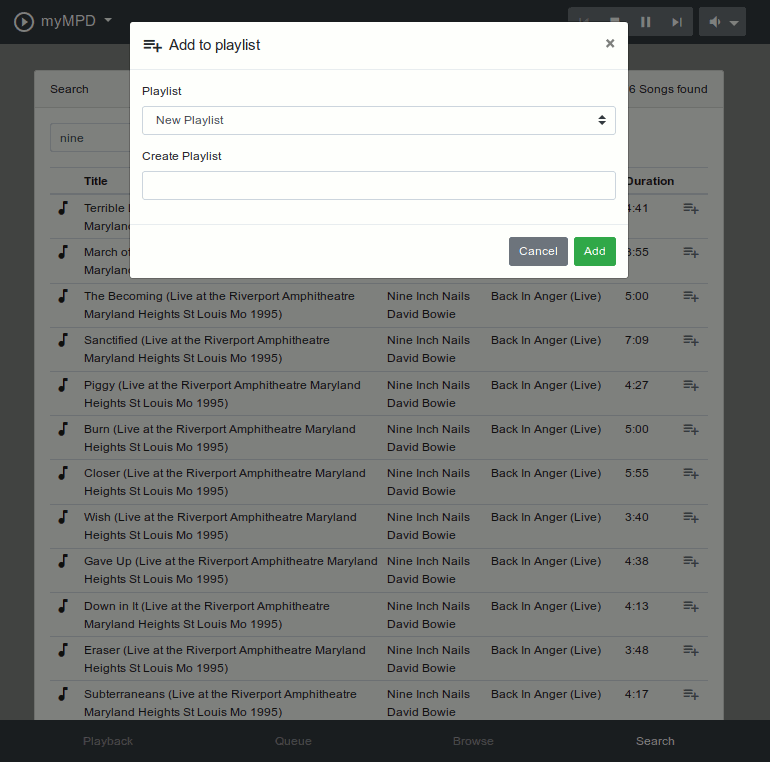 myMPD
Add to playlist
×
Search
6 Songs found
Playlist
New Playlist
nine
Create Playlist
Title
Duration
Terrible
4:41
Maryland
March of
3:55
Maryland
Cancel
Add
The Becoming (Live at the Riverport Amphitheatre
Maryland Heights St Louis Mo 1995)
Nine Inch Nails
David Bowie
Back In Anger (Live)
5:00
Sanctified (Live at the Riverport Amphitheatre
Maryland Heights St Louis Mo 1995)
Nine Inch Nails
David Bowie
Back In Anger (Live)
7:09
Piggy (Live at the Riverport Amphitheatre Maryland
Heights St Louis Mo 1995)
Nine Inch Nails
David Bowie
Back In Anger (Live)
4:27
Burn (Live at the Riverport Amphitheatre Maryland
Heights St Louis Mo 1995)
Nine Inch Nails
David Bowie
Back In Anger (Live)
5:00
Closer (Live at the Riverport Amphitheatre Maryland
Heights St Louis Mo 1995)
Nine Inch Nails
David Bowie
Back In Anger (Live)
5:55
Wish (Live at the Riverport Amphitheatre Maryland
Heights St Louis Mo 1995)
Nine Inch Nails
David Bowie
Back In Anger (Live)
3:40
Gave Up (Live at the Riverport Amphitheatre Maryland
Heights St Louis Mo 1995)
Nine Inch Nails
David Bowie
Back In Anger (Live)
4:38
Down in It (Live at the Riverport Amphitheatre
Maryland Heights St Louis Mo 1995)
Nine Inch Nails
David Bowie
Back In Anger (Live)
4:13
Eraser (Live at the Riverport Amphitheatre Maryland
Heights St Louis Mo 1995)
Nine Inch Nails
David Bowie
Back In Anger (Live)
3:48
Subterraneans (Live at the Riverport Amphitheatre
Maryland Heights St Louis Mo 1995)
Nine Inch Nails
David Bowie
Back In Anger (Live)
4:17
Playback
Queue
Browse
Search